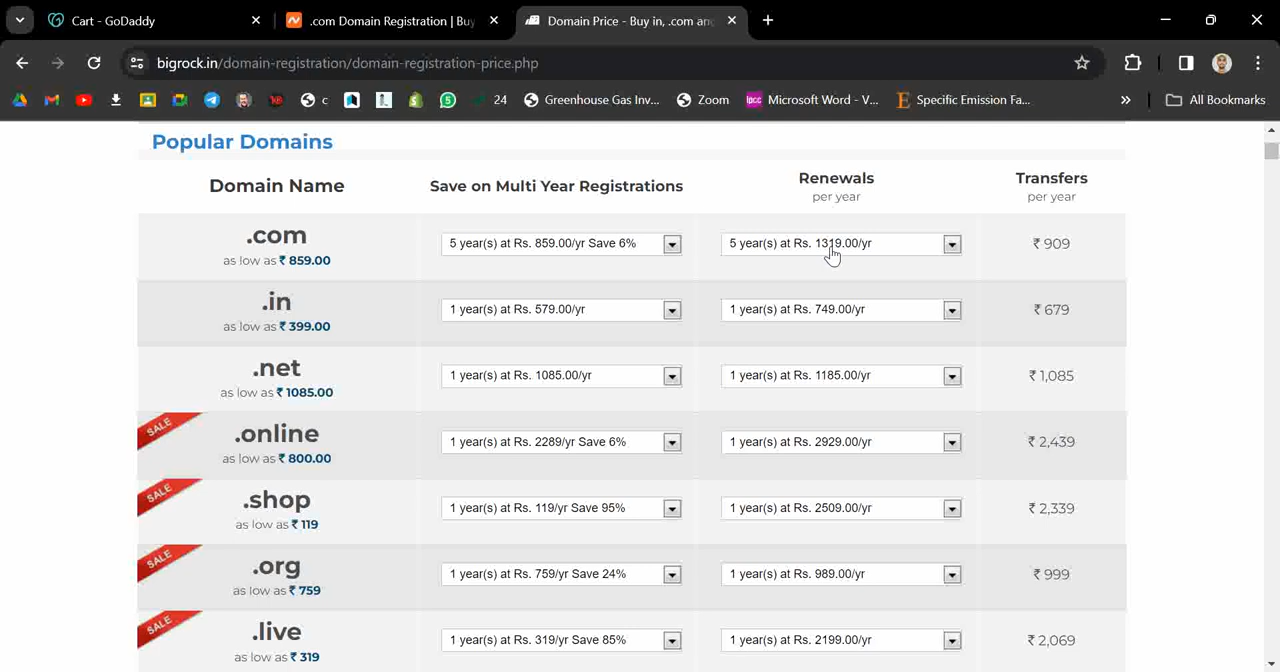 Cart - GoDaddy
.com Domain Registration | Buy
Domain Price - Buy in, .com an
bigrock.in/domain-registration/domain-registration-price.php
c
24
Greenhouse Gas Inv...
Zoom
Microsoft Word - V...
Specific Emission Fa...
All Bookmarks
Popular Domains
Domain Name
Save on Multi Year Registrations
Renewals
per year
Transfers
per year
.com
as low as ₹ 859.00
5 year(s) at Rs. 859.00/yr Save 6%
5 year(s) at Rs. 1319.00/yr
₹ 909
.in
as low as ₹ 399.00
1 year(s) at Rs. 579.00/yr
1 year(s) at Rs. 749.00/yr
₹ 679
.net
as low as ₹ 1085.00
1 year(s) at Rs. 1085.00/yr
1 year(s) at Rs. 1185.00/yr
₹ 1,085
SALE
.online
as low as ₹ 800.00
1 year(s) at Rs. 2289/yr Save 6%
1 year(s) at Rs. 2929.00/yr
₹ 2,439
SALE
.shop
as low as ₹ 119
1 year(s) at Rs. 119/yr Save 95%
1 year(s) at Rs. 2509.00/yr
₹ 2,339
SALE
.org
as low as ₹ 759
1 year(s) at Rs. 759/yr Save 24%
1 year(s) at Rs. 989.00/yr
₹ 999
SALE
.live
as low as ₹ 319
1 year(s) at Rs. 319/yr Save 85%
1 year(s) at Rs. 2199.00/yr
₹ 2,069